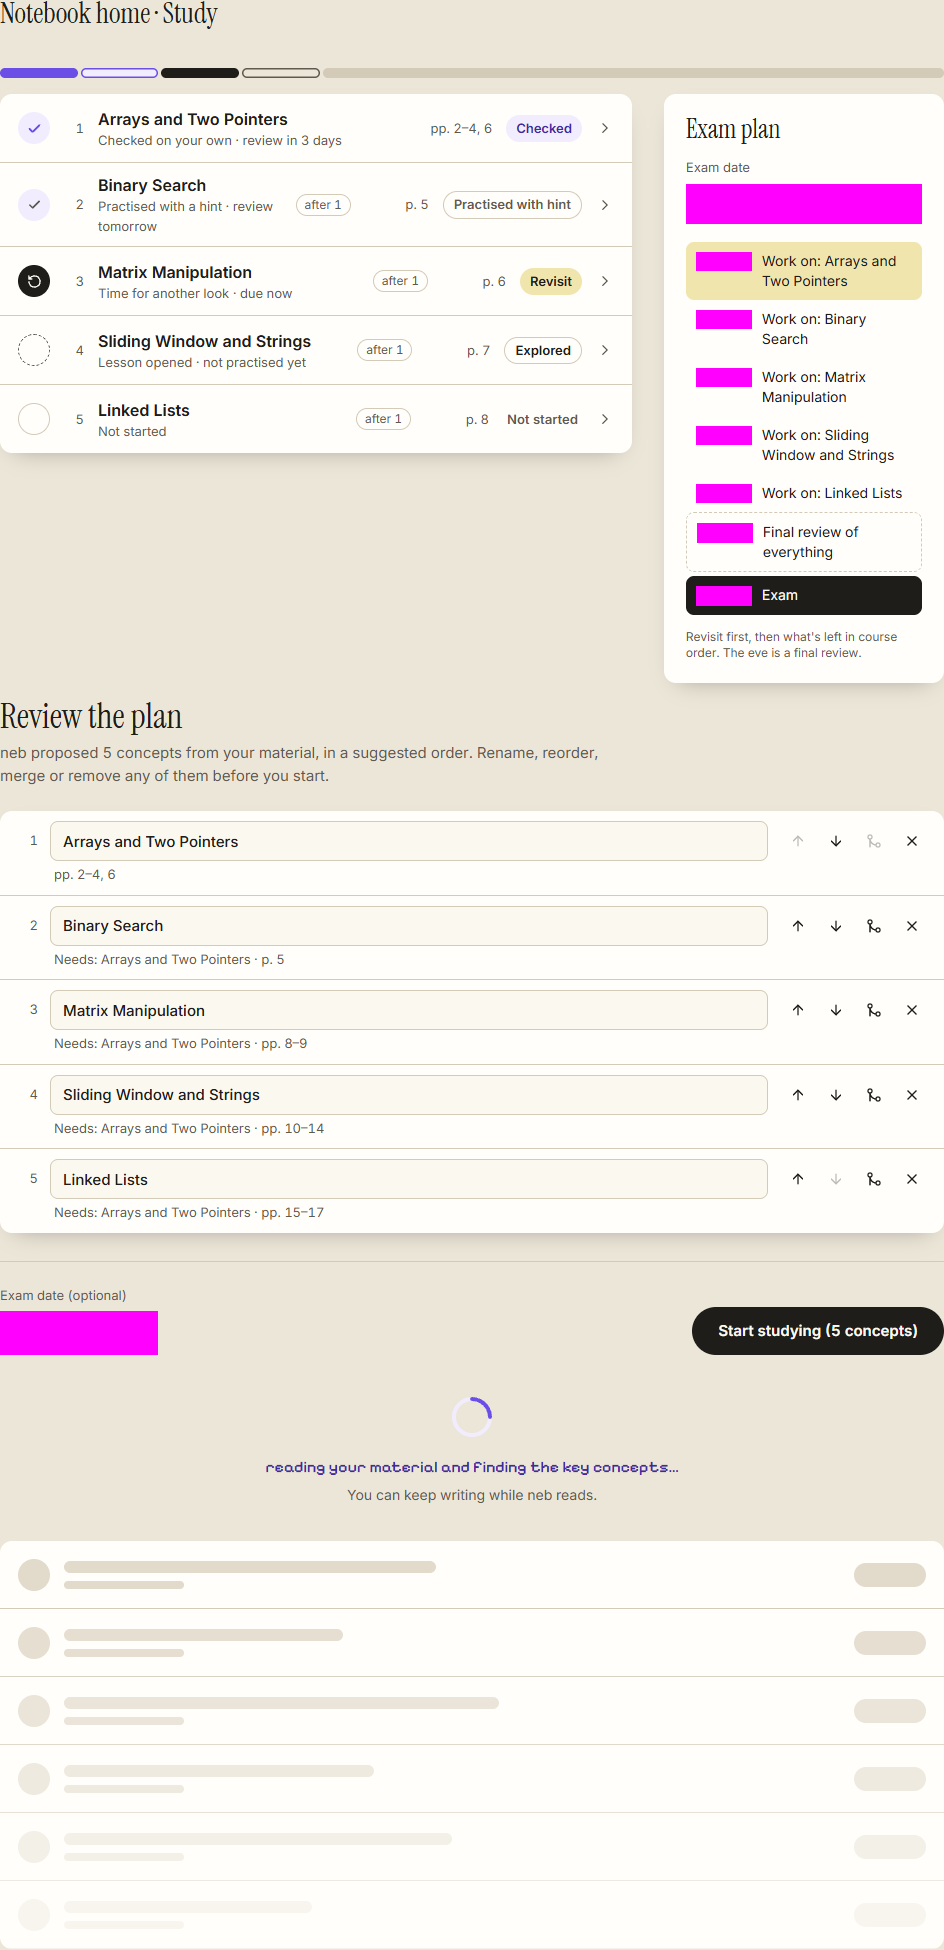 Notebook home · Study
1 Arrays and Two Pointers pp. 2–4, 6 Checked
Checked on your own · review in 3 days
2 Binary Search after 1 p. 5 Practised with hint
Practised with a hint · review
tomorrow
3 Matrix Manipulation after 1 p. 6 Revisit
Time for another look · due now
4 Sliding Window and Strings after 1 p. 7 Explored
Lesson opened · not practised yet
5 Linked Lists after 1 p. 8 Not started
Not started
Exam plan
Exam date
Work on: Arrays and
Two Pointers
Work on: Binary
Search
Work on: Matrix
Manipulation
Work on: Sliding
Window and Strings
Work on: Linked Lists
Final review of
everything
Exam
Revisit first, then what's left in course
order. The eve is a final review.
Review the plan
neb proposed 5 concepts from your material, in a suggested order. Rename, reorder,
merge or remove any of them before you start.
1 Arrays and Two Pointers
pp. 2–4, 6
2 Binary Search
Needs: Arrays and Two Pointers · p. 5
3 Matrix Manipulation
Needs: Arrays and Two Pointers · pp. 8–9
4 Sliding Window and Strings
Needs: Arrays and Two Pointers · pp. 10–14
5 Linked Lists
Needs: Arrays and Two Pointers · pp. 15–17
Exam date (optional)
Start studying (5 concepts)
reading your material and finding the key concepts...
You can keep writing while neb reads.